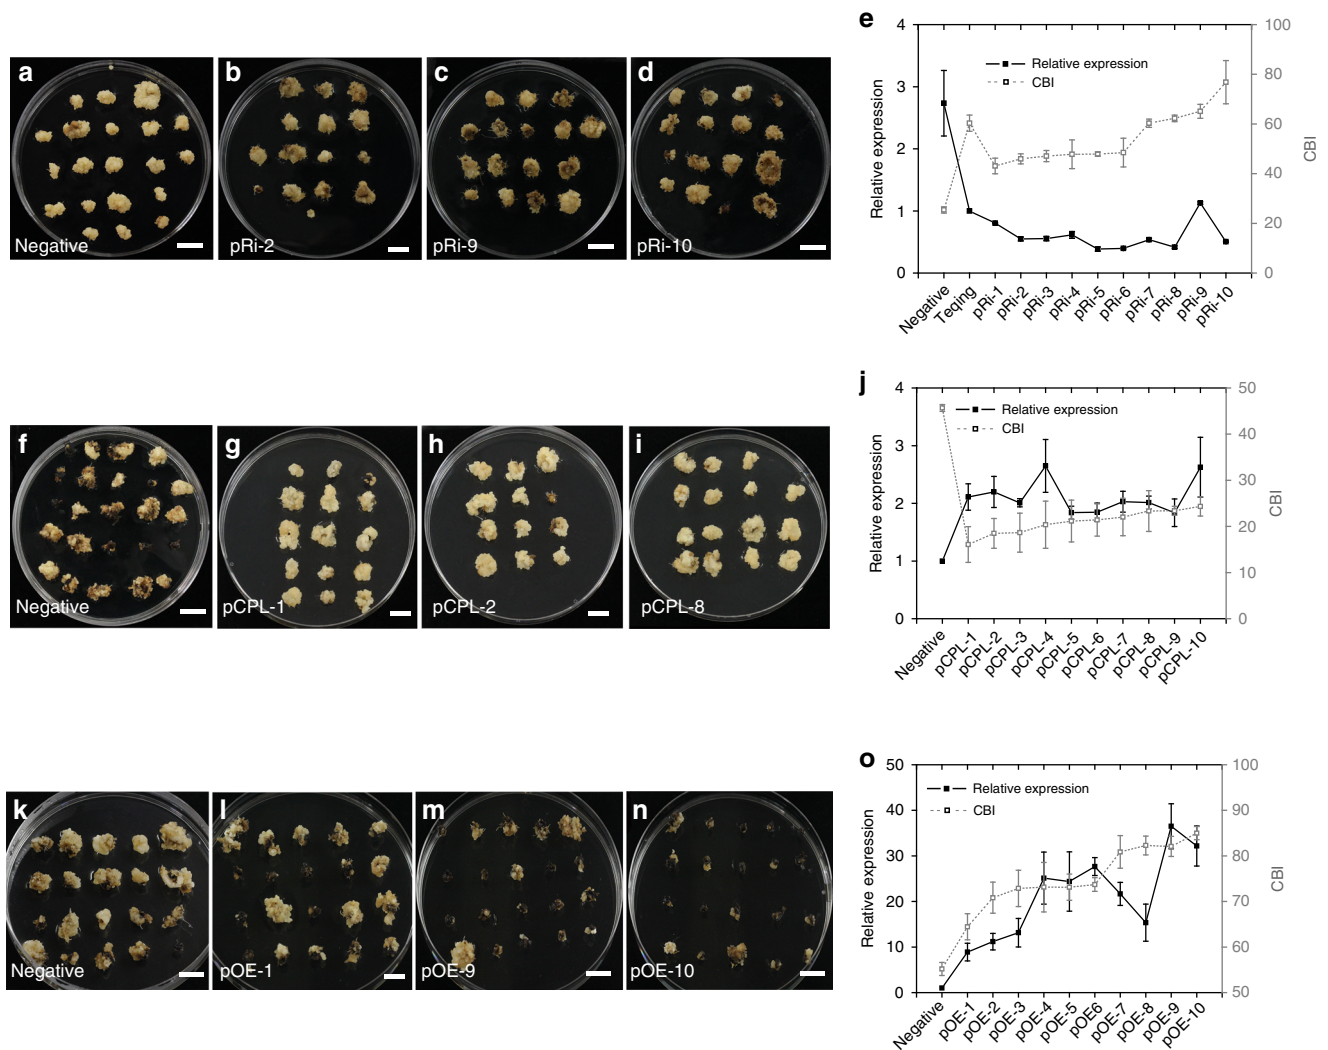 a
Negative
b
pRi-2
c
pRi-9
d
pRi-10
e
4
3
2
1
0
Relative expression
100
80
60
40
20
0
CBI
Relative expression
CBI
Negative
Teqing
pRi-1
pRi-2
pRi-3
pRi-4
pRi-5
pRi-6
pRi-7
pRi-8
pRi-9
pRi-10
f
Negative
g
pCPL-1
h
pCPL-2
i
pCPL-8
j
4
3
2
1
0
Relative expression
50
40
30
20
10
0
CBI
Relative expression
CBI
Negative
pCPL-1
pCPL-2
pCPL-3
pCPL-4
pCPL-5
pCPL-6
pCPL-7
pCPL-8
pCPL-9
pCPL-10
k
Negative
l
pOE-1
m
pOE-9
n
pOE-10
o
50
40
30
20
10
0
Relative expression
100
90
80
70
60
50
CBI
Relative expression
CBI
Negative
pOE-1
pOE-2
pOE-3
pOE-4
pOE-5
pOE6
pOE-7
pOE-8
pOE-9
pOE-10